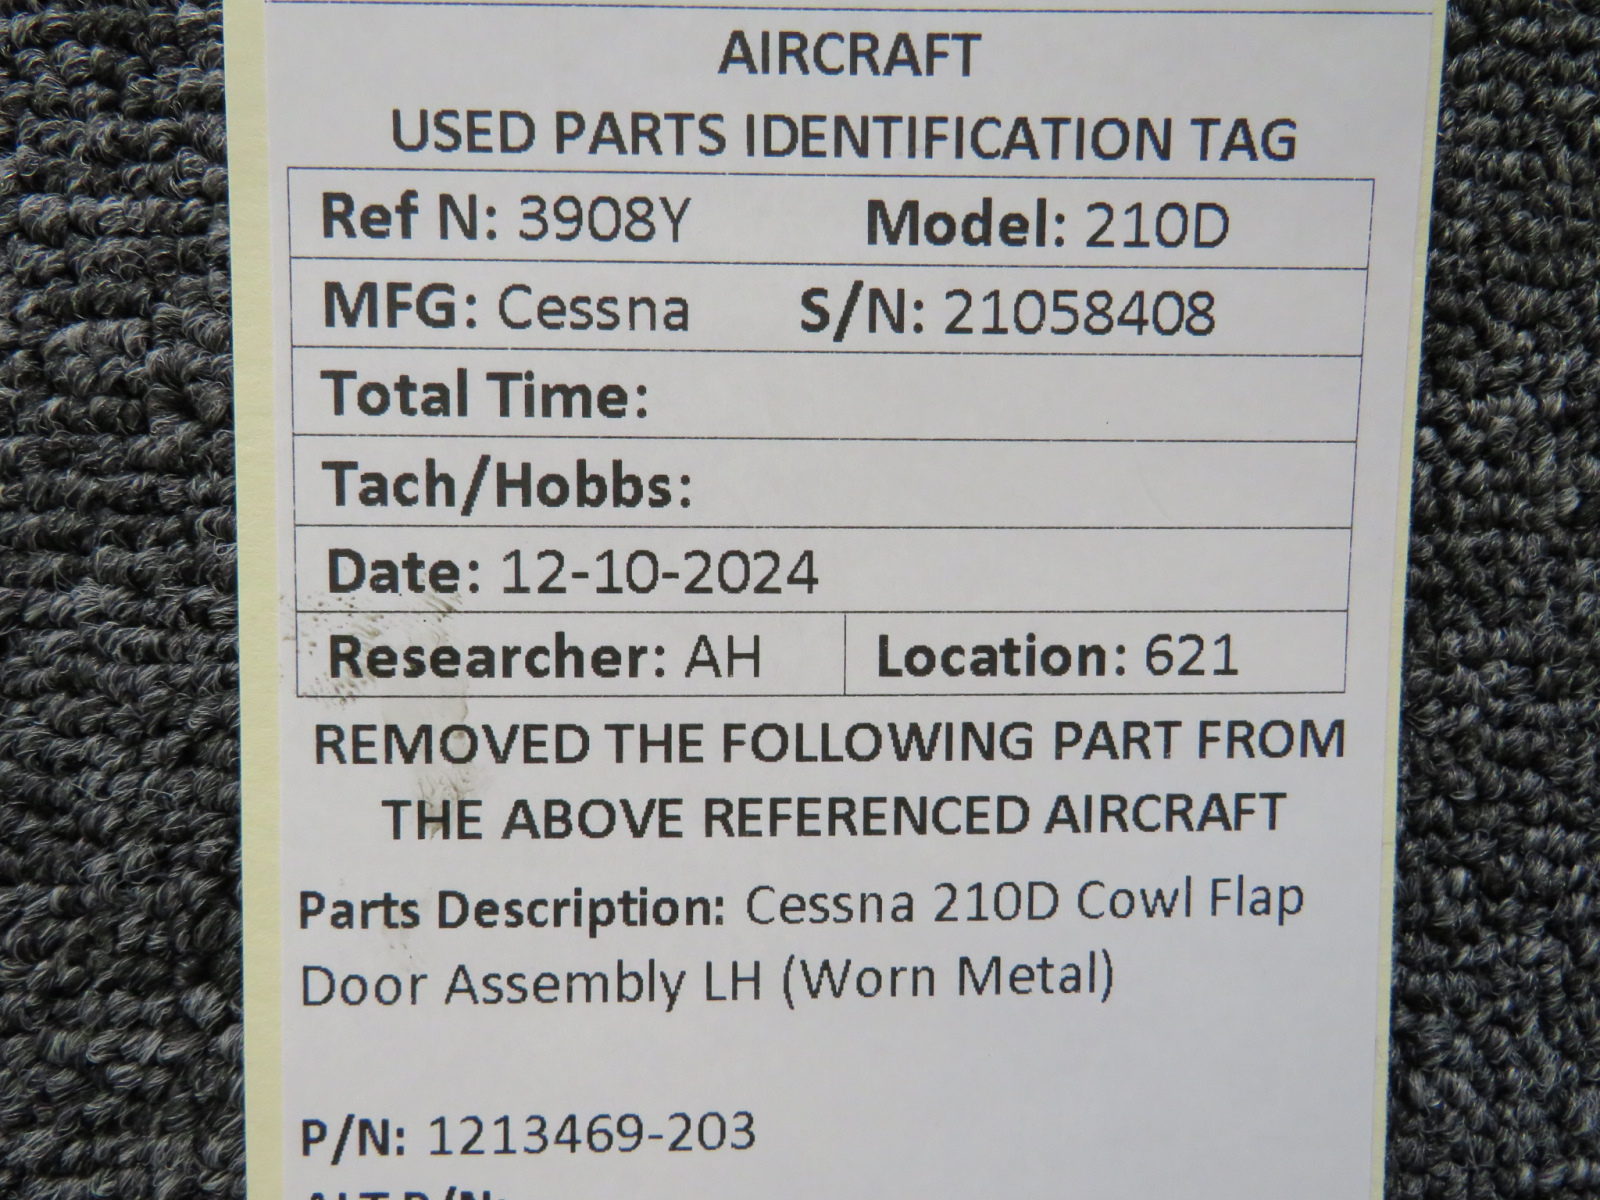 AIRCRAFT
USED PARTS IDENTIFICATION TAG
Ref N: 3908Y Model: 210D
MFG: Cessna S/N: 21058408
Total Time:
Tach/Hobbs:
Date: 12-10-2024
Researcher: AH Location: 621
REMOVED THE FOLLOWING PART FROM
THE ABOVE REFERENCED AIRCRAFT
Parts Description: Cessna 210D Cowl Flap
Door Assembly LH (Worn Metal)
P/N: 1213469-203
ALT P/N: